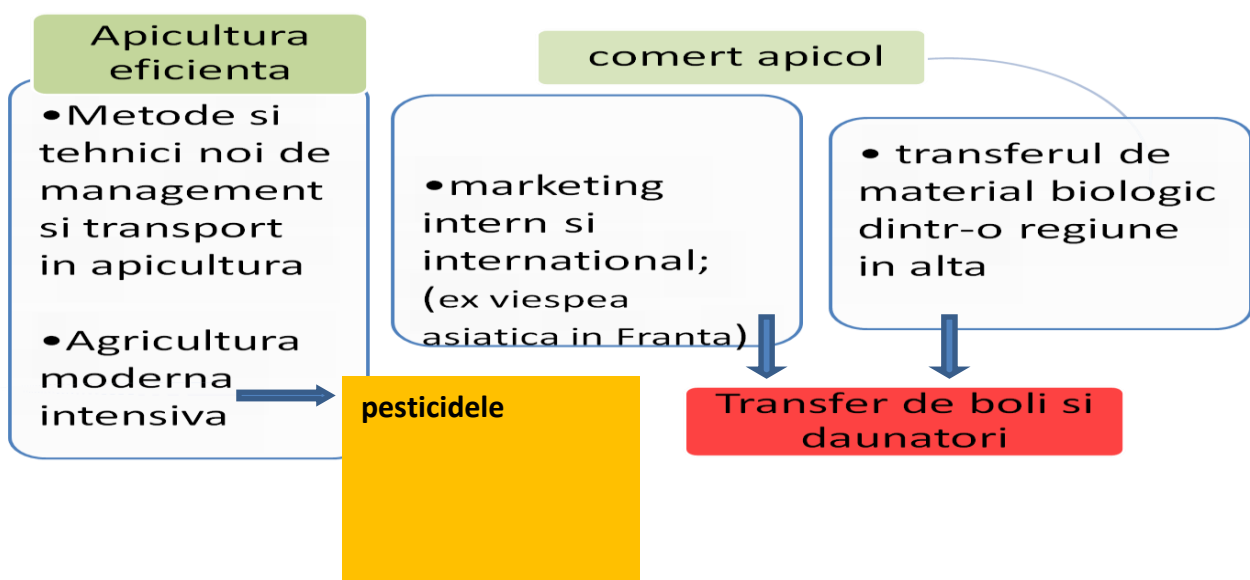 Apicultura
eficienta
•Metode si
tehnici noi de
management
si transport
in apicultura
•Agricultura
moderna
intensiva
pesticidele
comert apicol
•marketing
intern si
international;
(ex viespea
asiatica in Franta)
• transferul de
material biologic
dintr-o regiune
in alta
Transfer de boli si
daunatori